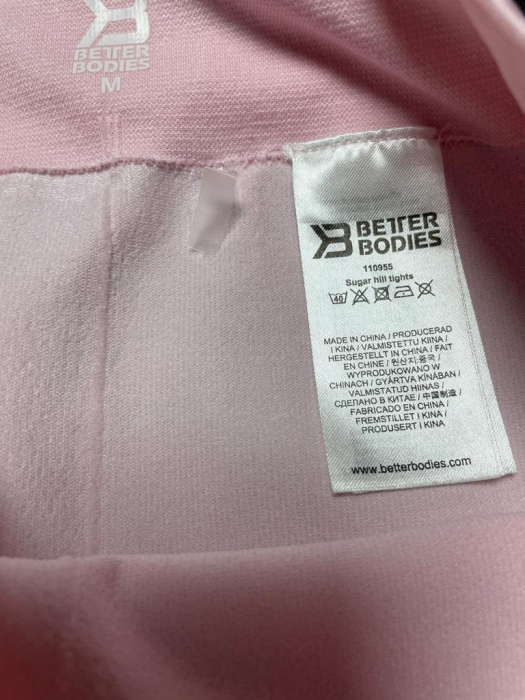 BETTER
BODIES
M
BETTER
BODIES
110955
Sugar hill tights
40
MADE IN CHINA / PRODUCERAD
I KINA / VALMISTETTU KIINA /
HERGESTELLT IN CHINA / FAIT
EN CHINE / 원산지:중국 /
WYPRODUKOWANO W
CHINACH / GYÁRTVA KÍNÁBAN /
VALMISTATUD HIINAS /
СДЕЛАНО В КИТАЕ / 中国制造 /
FABRICADO EN CHINA /
FREMSTILLET I KINA /
PRODUSERT I KINA
www.betterbodies.com